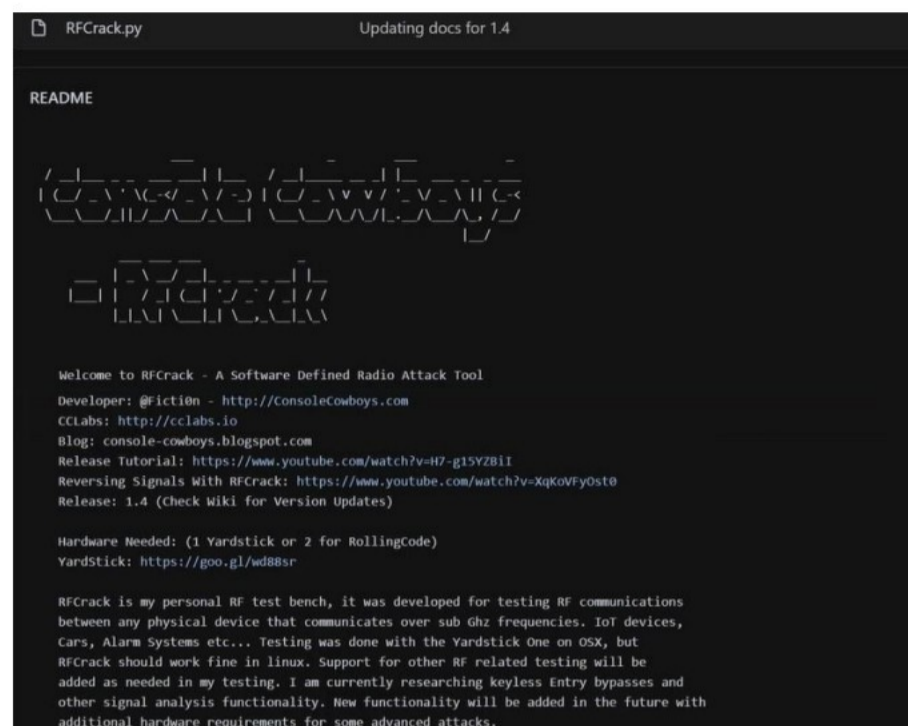 RFCrack.py Updating docs for 1.4
README
Console Cowboys
- RFCrack
Welcome to RFCrack - A Software Defined Radio Attack Tool
Developer: @Ficti0n - http://ConsoleCowboys.com
CCLabs: http://cclabs.io
Blog: console-cowboys.blogspot.com
Release Tutorial: https://www.youtube.com/watch?v=H7-g15YZBiI
Reversing Signals With RFCrack: https://www.youtube.com/watch?v=XqKoVFyOst0
Release: 1.4 (Check Wiki for Version Updates)
Hardware Needed: (1 Yardstick or 2 for RollingCode)
YardStick: https://goo.gl/wd88sr
RFCrack is my personal RF test bench, it was developed for testing RF communications
between any physical device that communicates over sub Ghz frequencies. IoT devices,
Cars, Alarm Systems etc... Testing was done with the Yardstick One on OSX, but
RFCrack should work fine in linux. Support for other RF related testing will be
added as needed in my testing. I am currently researching keyless Entry bypasses and
other signal analysis functionality. New functionality will be added in the future with
additional hardware requirements for some advanced attacks.